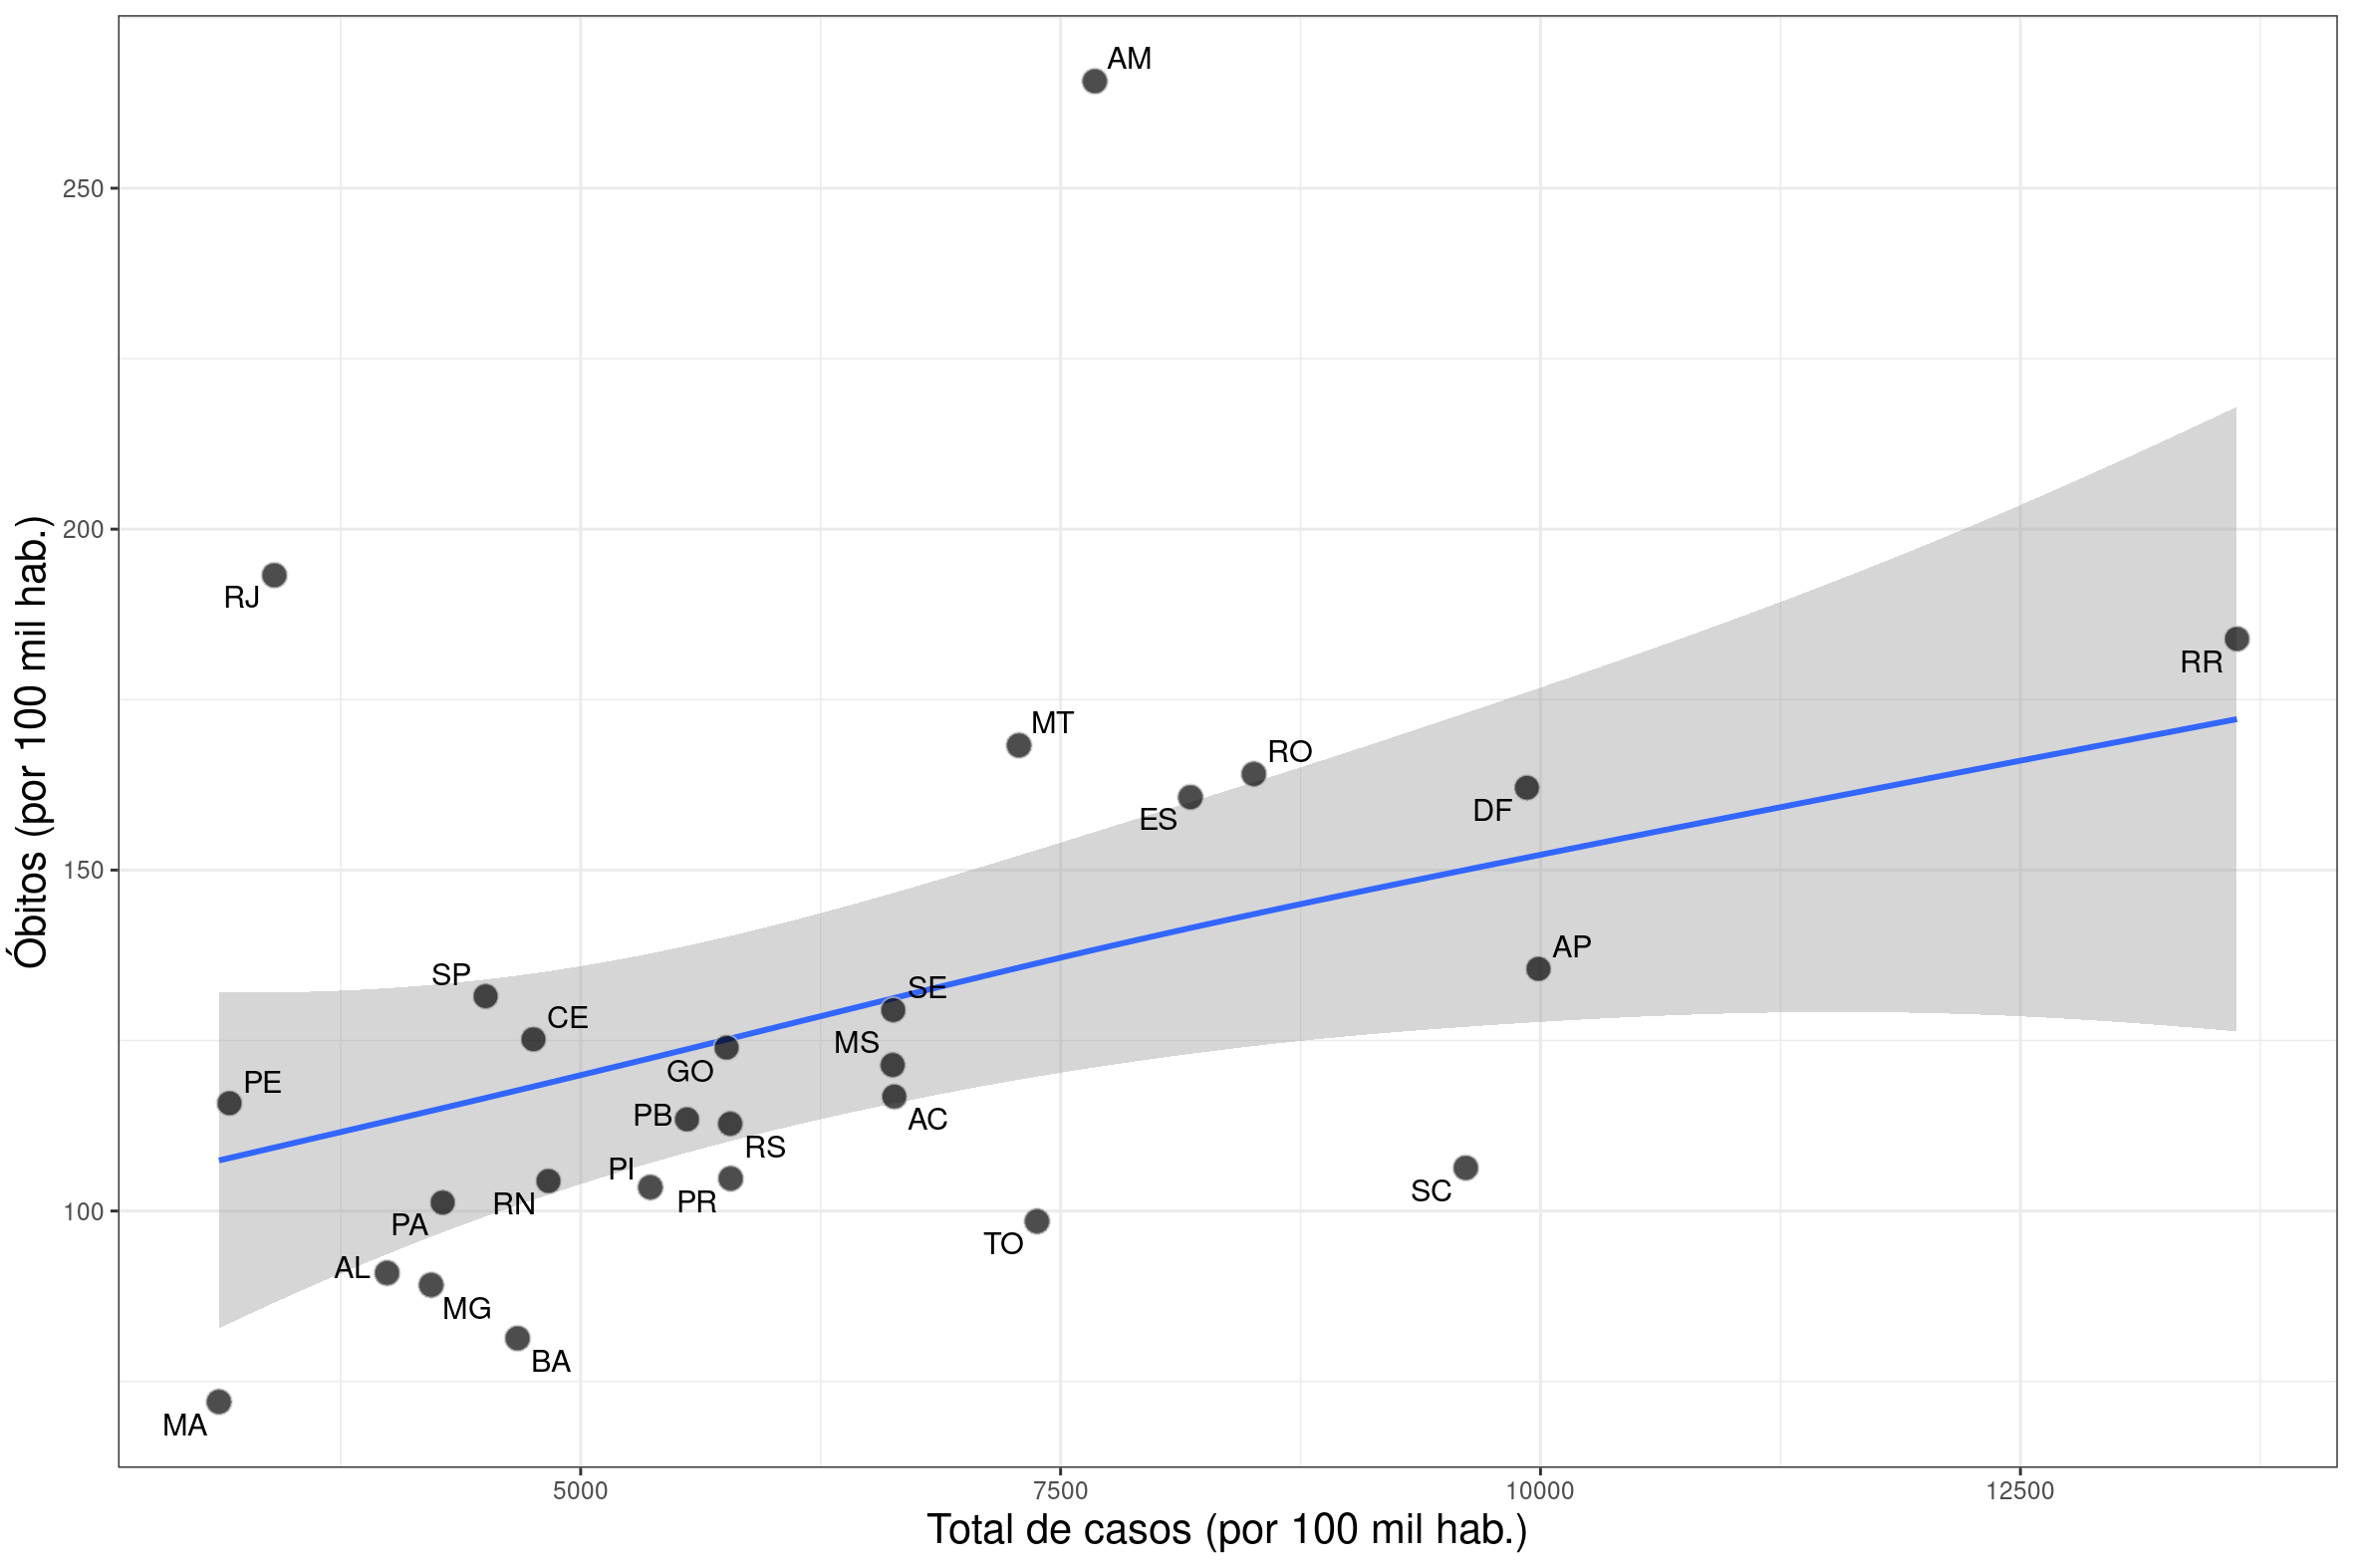 AM
250
200
RJ
RR
MT
RO
ES
DF
150
AP
SP
SE
CE
MS
GO
PE
PB
AC
RS
PI
SC
RN
PR
100
PA
TO
AL
MG
BA
MA
5000
7500
10000
12500
Total de casos (por 100 mil hab.)
Óbitos (por 100 mil hab.)